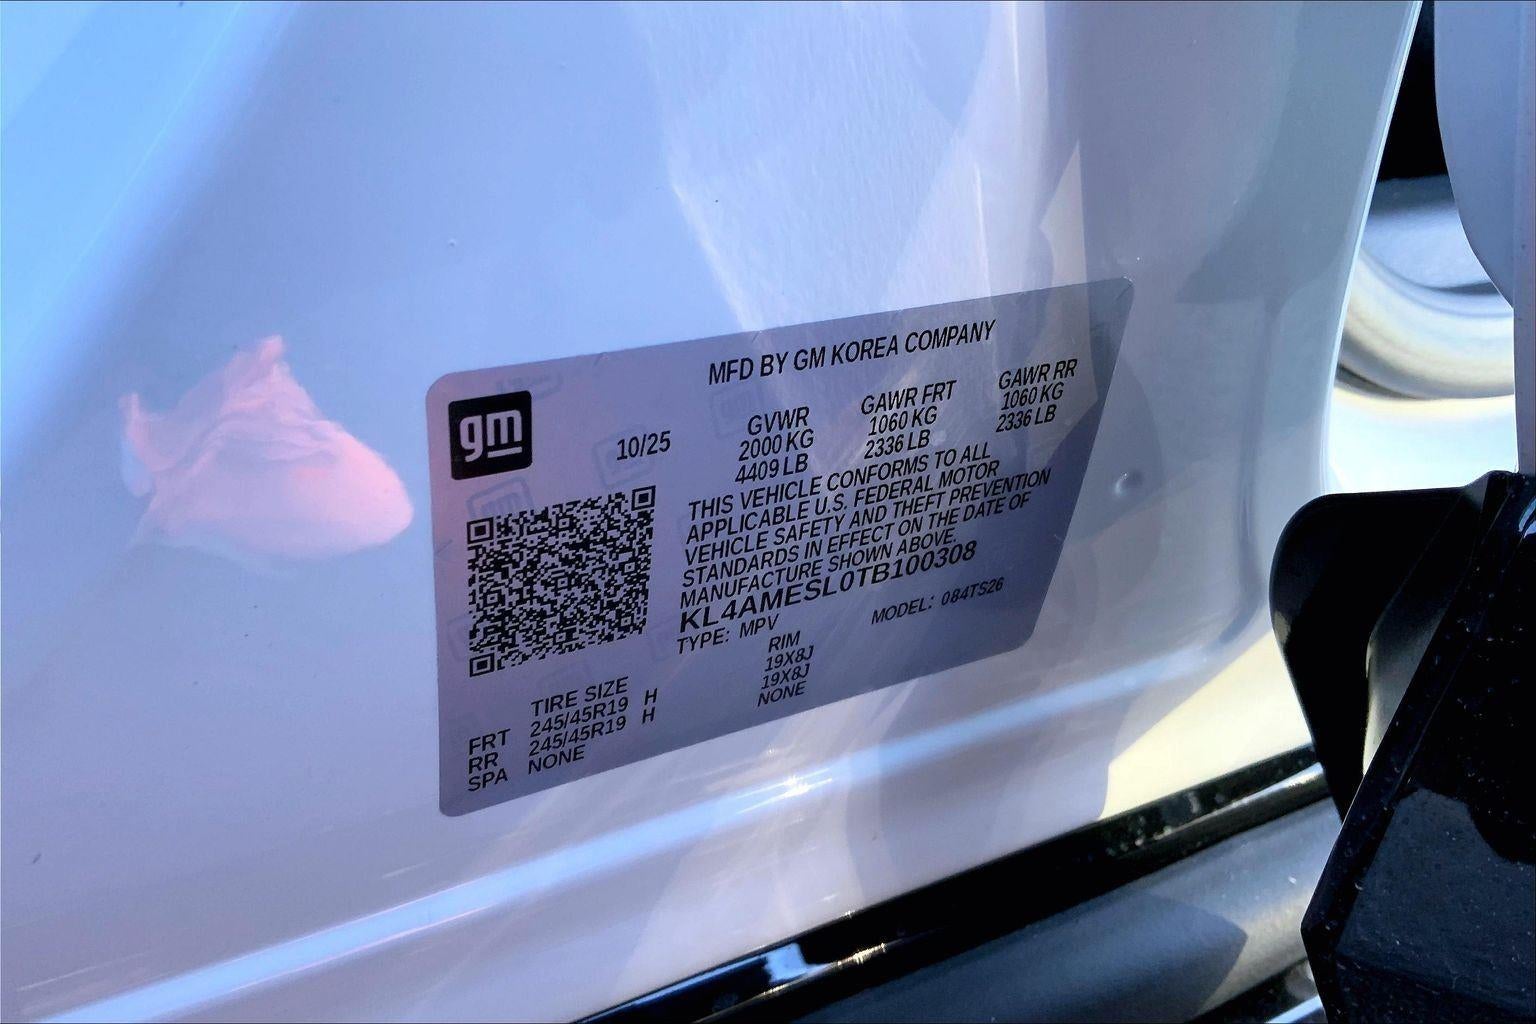 MFD BY GM KOREA COMPANY
gm
10/25
GVWR GAWR FRT GAWR RR
2000 KG 1060 KG 1060 KG
4409 LB 2336 LB 2336 LB
THIS VEHICLE CONFORMS TO ALL
APPLICABLE U.S. FEDERAL MOTOR
VEHICLE SAFETY AND THEFT PREVENTION
STANDARDS IN EFFECT ON THE DATE OF
MANUFACTURE SHOWN ABOVE.
KL4AMESL0TB100308
TYPE: MPV MODEL: 084TS26
TIRE SIZE RIM
FRT 245/45R19 H 19X8J
RR 245/45R19 H 19X8J
SPA NONE NONE